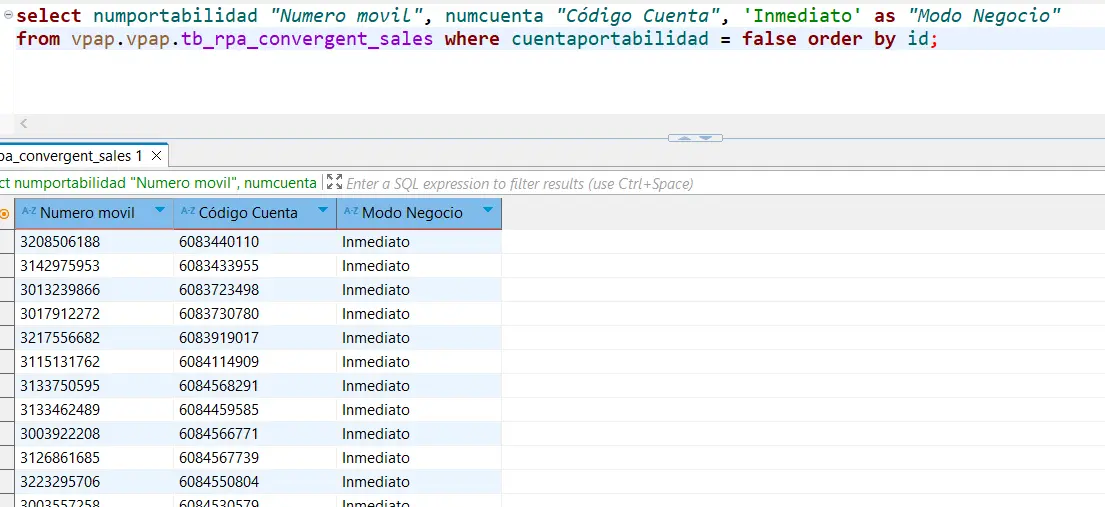 select numportabilidad "Numero movil", numcuenta "Código Cuenta", 'Inmediato' as "Modo Negocio"
from vpap.vpap.tb_rpa_convergent_sales where cuentaportabilidad = false order by id;
pa_convergent_sales 1
ct numportabilidad "Numero movil", numcuenta Enter a SQL expression to filter results (use Ctrl+Space)
A-Z Numero movil A-Z Código Cuenta A-Z Modo Negocio
3208506188 6083440110 Inmediato
3142975953 6083433955 Inmediato
3013239866 6083723498 Inmediato
3017912272 6083730780 Inmediato
3217556682 6083919017 Inmediato
3115131762 6084114909 Inmediato
3133750595 6084568291 Inmediato
3133462489 6084459585 Inmediato
3003922208 6084566771 Inmediato
3126861685 6084567739 Inmediato
3223295706 6084550804 Inmediato
3003557258 6084530579 Inmediato